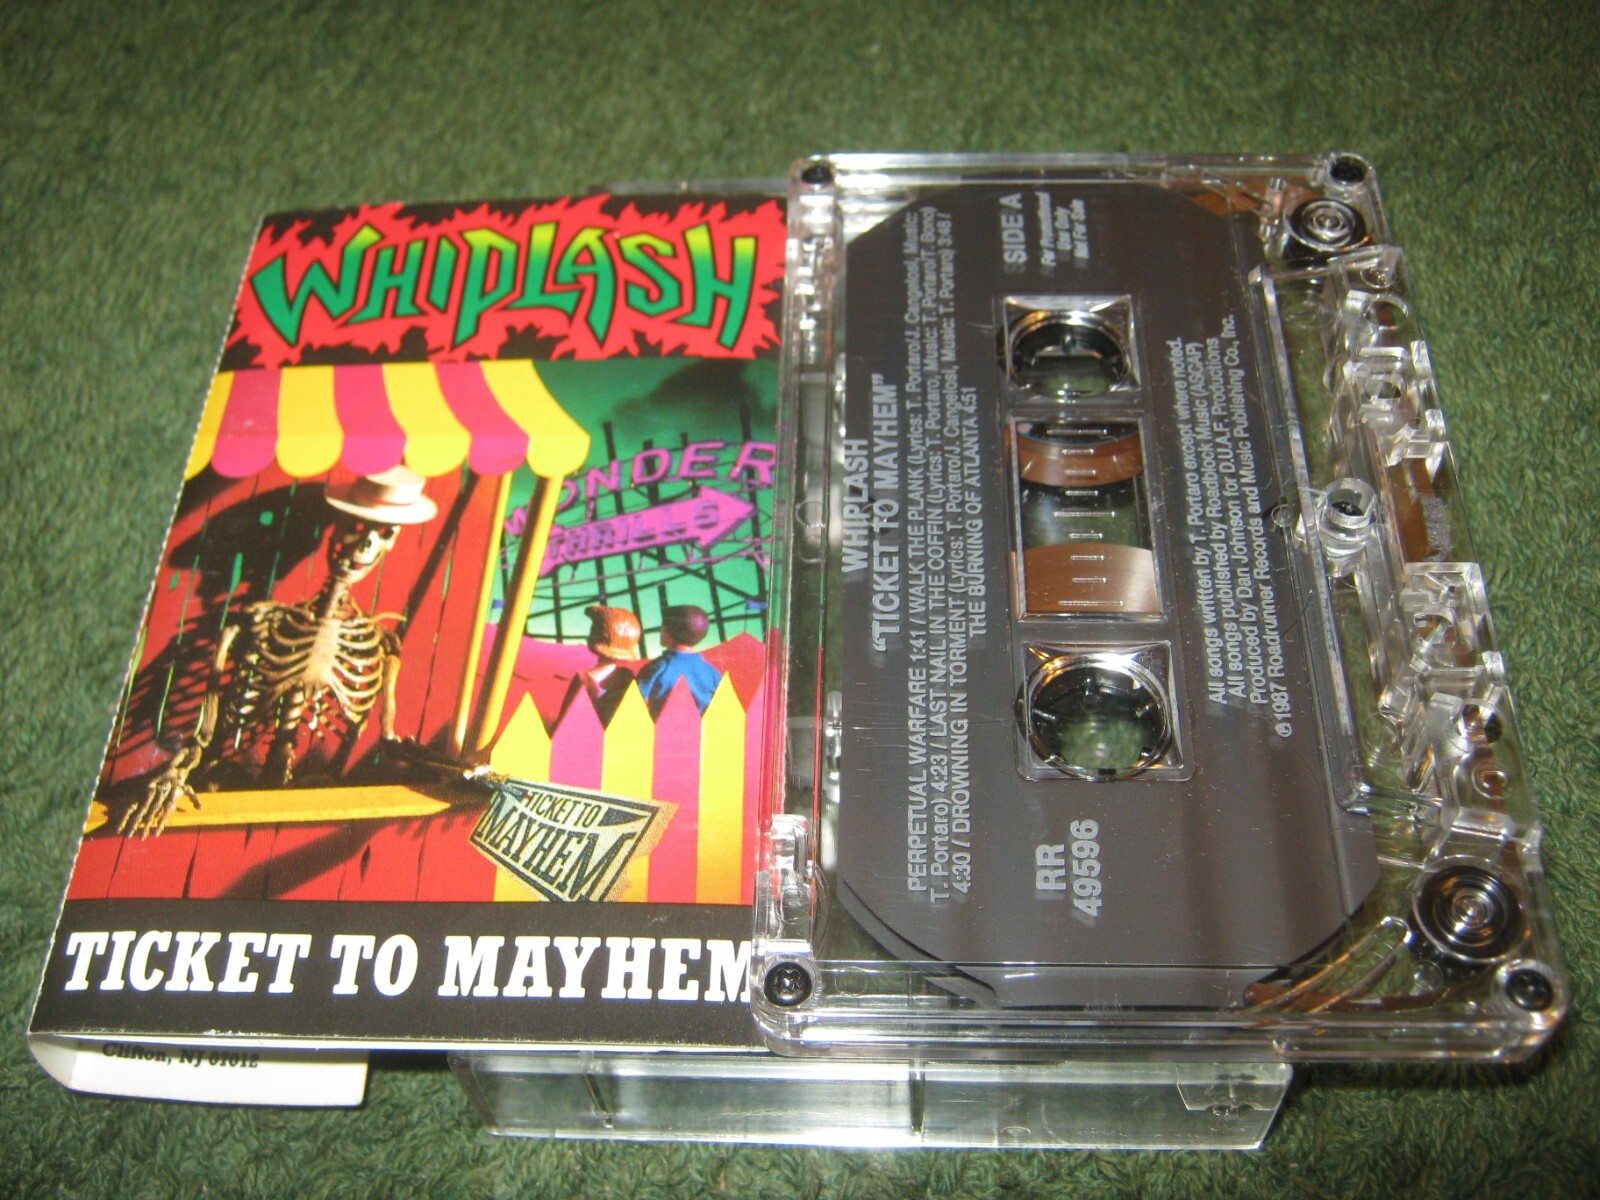 WHIPLASH
WONDER
THRILLS
TICKET TO
MAYHEM
TICKET TO MAYHEM
Clifton, NJ 07012
SIDE A
For Promotional
Use Only
Not For Sale
WHIPLASH
"TICKET TO MAYHEM"
PERPETUAL WARFARE 1:41 / WALK THE PLANK (Lyrics: T. Portaro/J. Cangelosi, Music:
T. Portaro) 4:23 / LAST NAIL IN THE COFFIN (Lyrics: T. Portaro, Music: T. Portaro/T. Bono)
4:30 / DROWNING IN TORMENT (Lyrics: T. Portaro/J. Cangelosi, Music: T. Portaro) 3:48 /
THE BURNING OF ATLANTA 4:51
RR
49596
All songs written by T. Portaro except where noted.
All songs published by Roadblock Music (ASCAP)
Produced by Dan Johnson for D.U.A.F. Productions
℗1987 Roadrunner Records and Music Publishing Co., Inc.